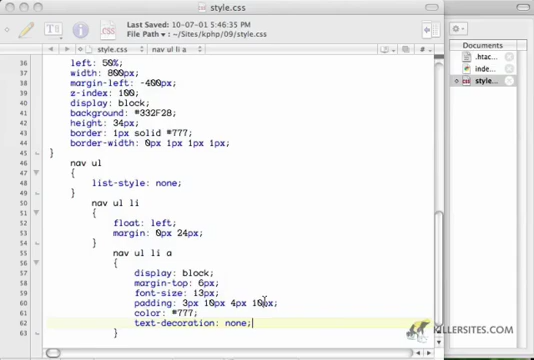 style.css
Last Saved: 10-07-01 5:46:35 PM
File Path ▾: ~/Sites/kphp/09/style.css
style.css
nav ul li a
Documents
.htac...
inde...
style...
36 left: 50%;
37 width: 800px;
38 margin-left: -400px;
39 z-index: 100;
40 display: block;
41 background: #332F28;
42 height: 34px;
43 border: 1px solid #777;
44 border-width: 0px 1px 1px 1px;
45 }
46 nav ul
47 {
48 list-style: none;
49 }
50 nav ul li
51 {
52 float: left;
53 margin: 0px 24px;
54 }
55 nav ul li a
56 {
57 display: block;
58 margin-top: 6px;
59 font-size: 13px;
60 padding: 3px 10px 4px 10px;
61 color: #777;
62 text-decoration: none;
63 }
KILLERSITES.COM